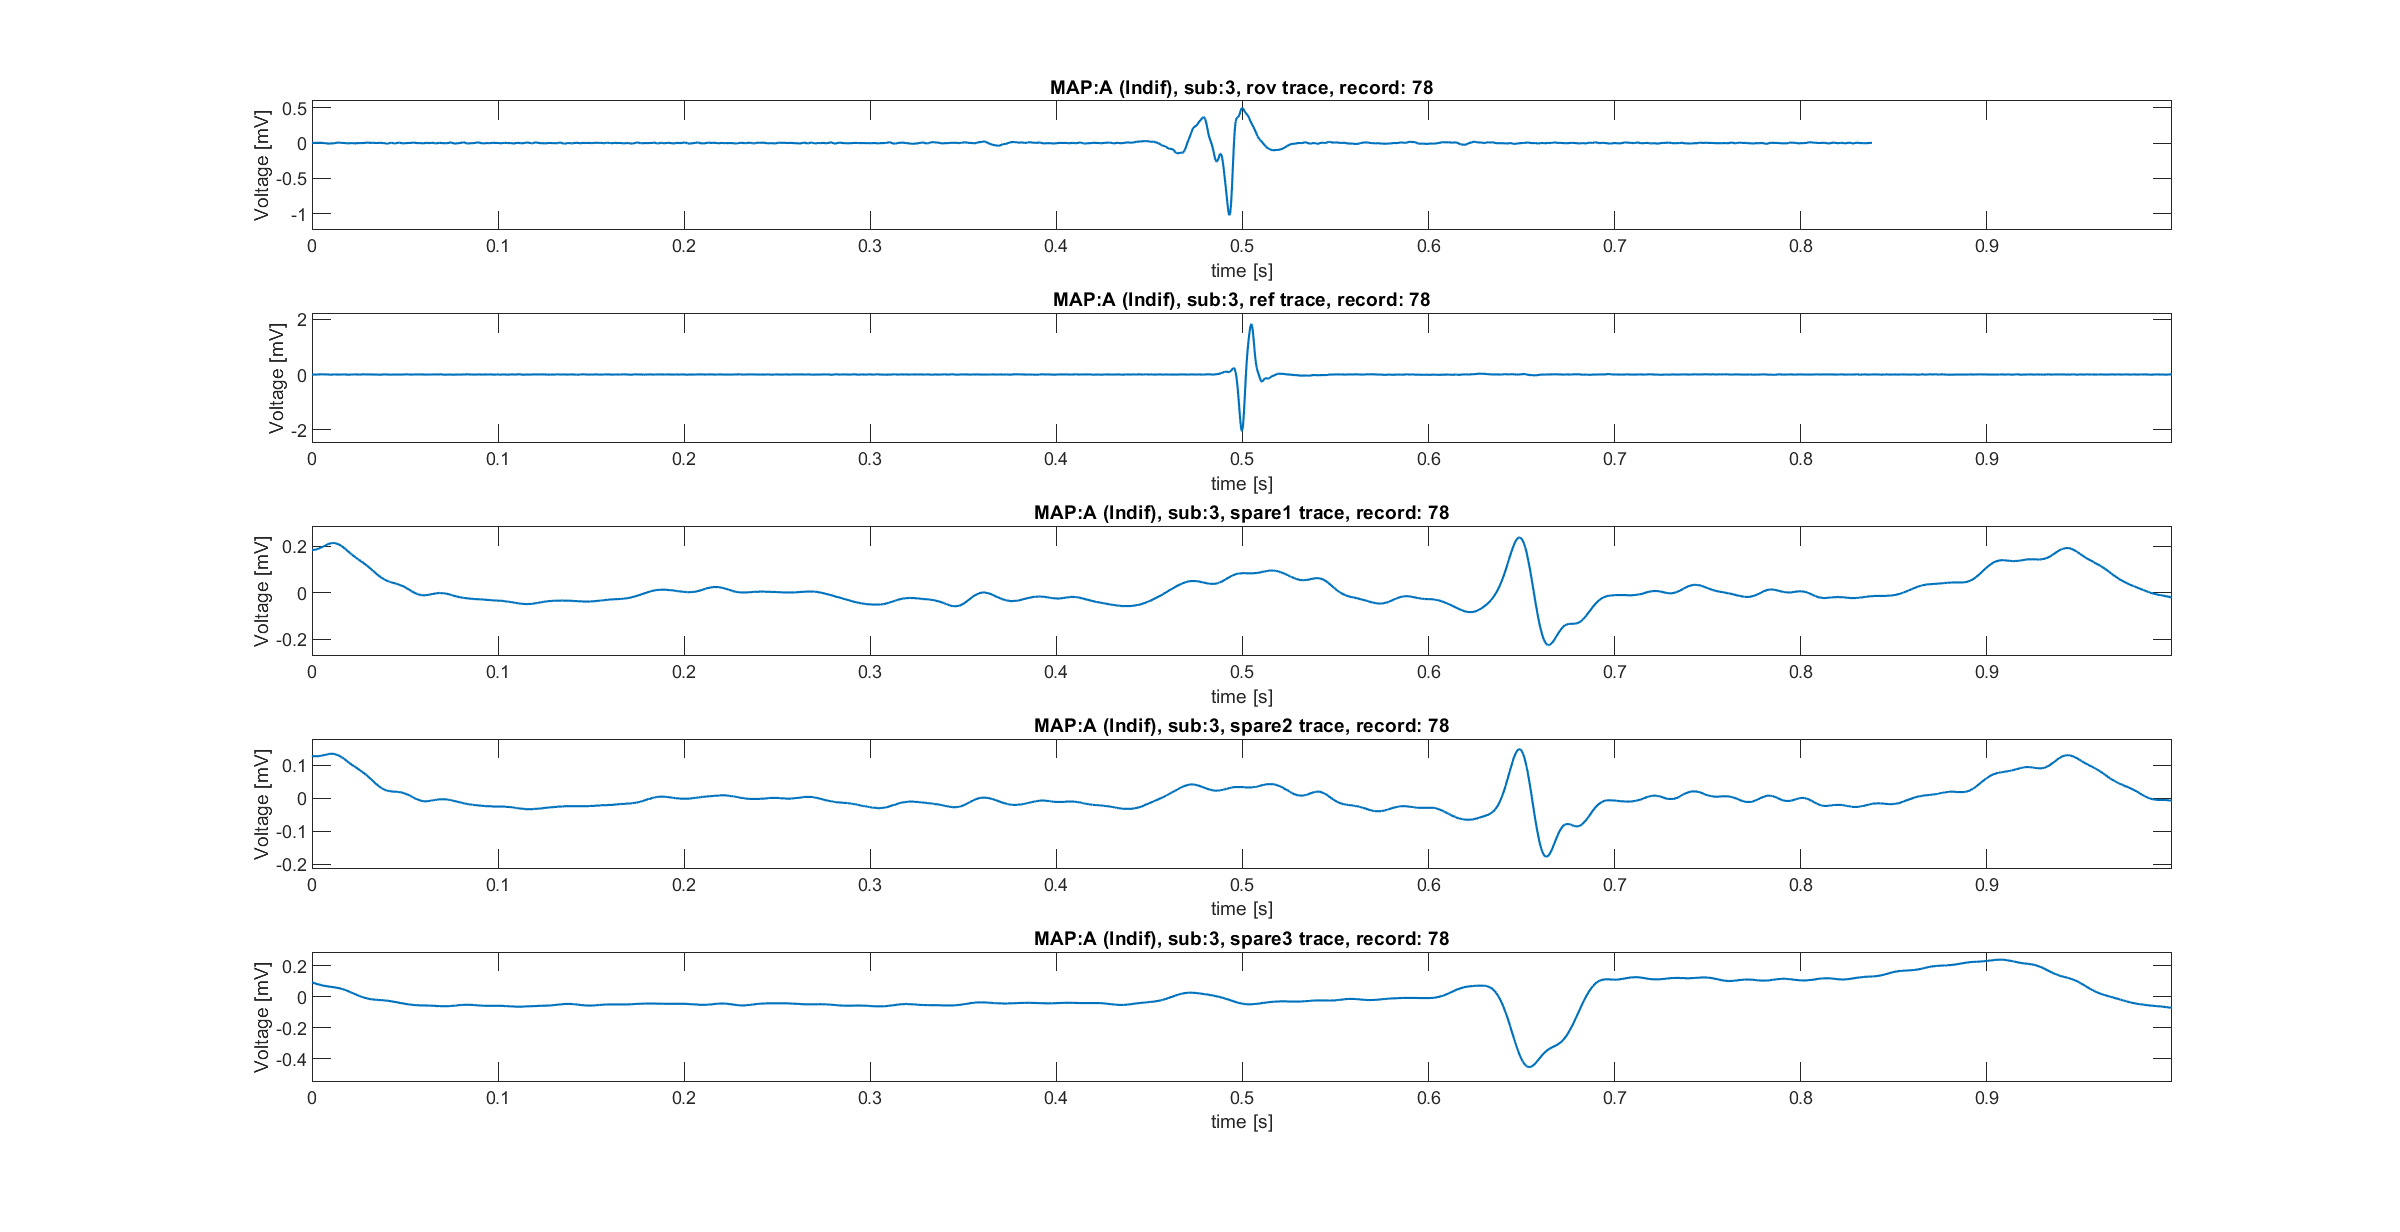 MAP:A (Indif), sub:3, rov trace, record: 78
Voltage [mV]
0.5
0
-0.5
-1
0 0.1 0.2 0.3 0.4 0.5 0.6 0.7 0.8 0.9
time [s]
MAP:A (Indif), sub:3, ref trace, record: 78
Voltage [mV]
2
0
-2
0 0.1 0.2 0.3 0.4 0.5 0.6 0.7 0.8 0.9
time [s]
MAP:A (Indif), sub:3, spare1 trace, record: 78
Voltage [mV]
0.2
0
-0.2
0 0.1 0.2 0.3 0.4 0.5 0.6 0.7 0.8 0.9
time [s]
MAP:A (Indif), sub:3, spare2 trace, record: 78
Voltage [mV]
0.1
0
-0.1
-0.2
0 0.1 0.2 0.3 0.4 0.5 0.6 0.7 0.8 0.9
time [s]
MAP:A (Indif), sub:3, spare3 trace, record: 78
Voltage [mV]
0.2
0
-0.2
-0.4
0 0.1 0.2 0.3 0.4 0.5 0.6 0.7 0.8 0.9
time [s]